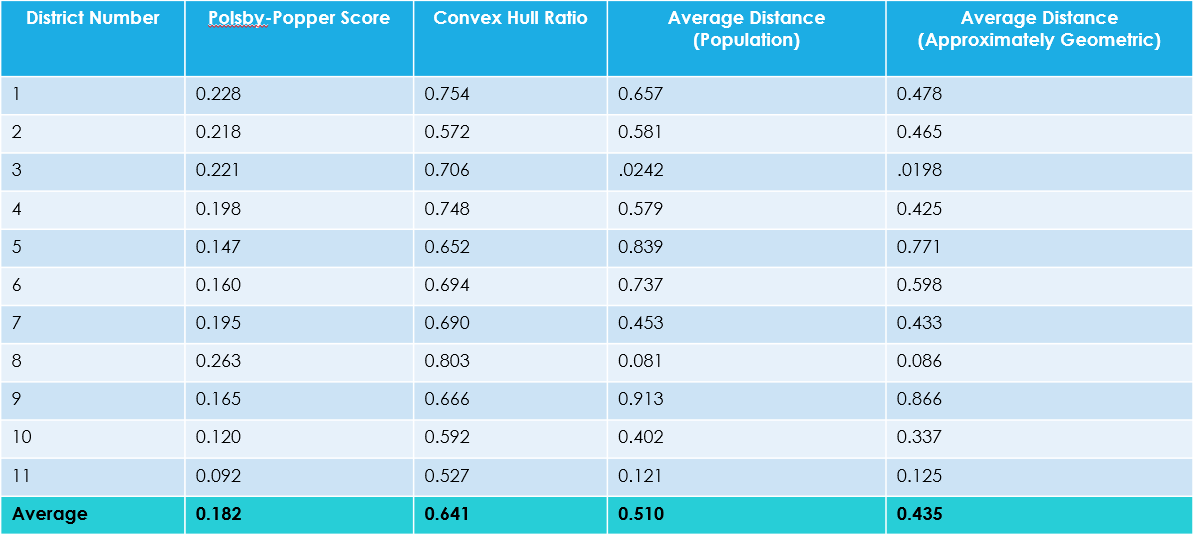 District Number Polsby-Popper Score Convex Hull Ratio Average Distance (Population) Average Distance (Approximately Geometric)
1 0.228 0.754 0.657 0.478
2 0.218 0.572 0.581 0.465
3 0.221 0.706 .0242 .0198
4 0.198 0.748 0.579 0.425
5 0.147 0.652 0.839 0.771
6 0.160 0.694 0.737 0.598
7 0.195 0.690 0.453 0.433
8 0.263 0.803 0.081 0.086
9 0.165 0.666 0.913 0.866
10 0.120 0.592 0.402 0.337
11 0.092 0.527 0.121 0.125
Average 0.182 0.641 0.510 0.435